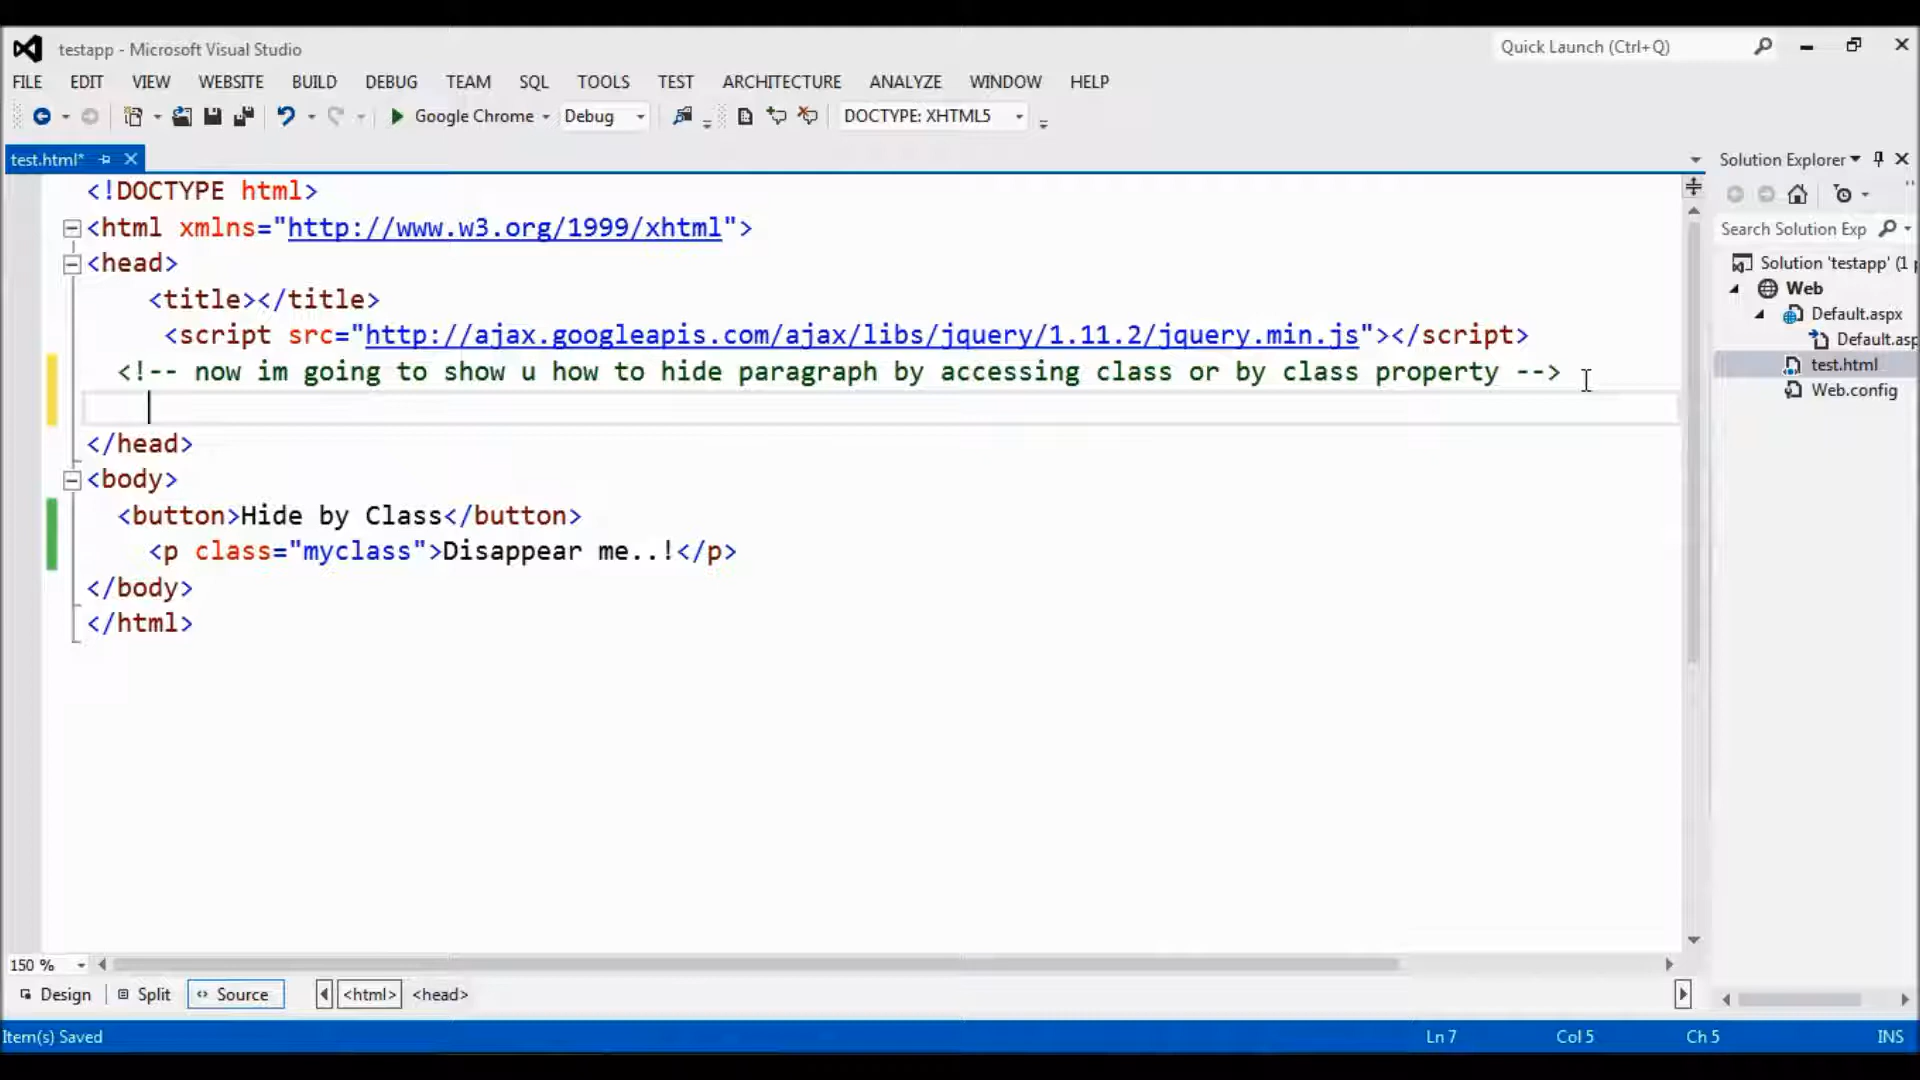 testapp - Microsoft Visual Studio
Quick Launch (Ctrl+Q)
FILE EDIT VIEW WEBSITE BUILD DEBUG TEAM SQL TOOLS TEST ARCHITECTURE ANALYZE WINDOW HELP
Google Chrome Debug DOCTYPE: XHTML5
test.html*
<!DOCTYPE html>
<html xmlns="http://www.w3.org/1999/xhtml">
<head>
<title></title>
<script src="http://ajax.googleapis.com/ajax/libs/jquery/1.11.2/jquery.min.js"></script>
<!-- now im going to show u how to hide paragraph by accessing class or by class property -->
</head>
<body>
<button>Hide by Class</button>
<p class="myclass">Disappear me..!</p>
</body>
</html>
Solution Explorer
Search Solution Exp
Solution 'testapp' (1 p
Web
Default.aspx
Default.asp
test.html
Web.config
150 %
Design Split Source <html> <head>
Item(s) Saved Ln 7 Col 5 Ch 5 INS